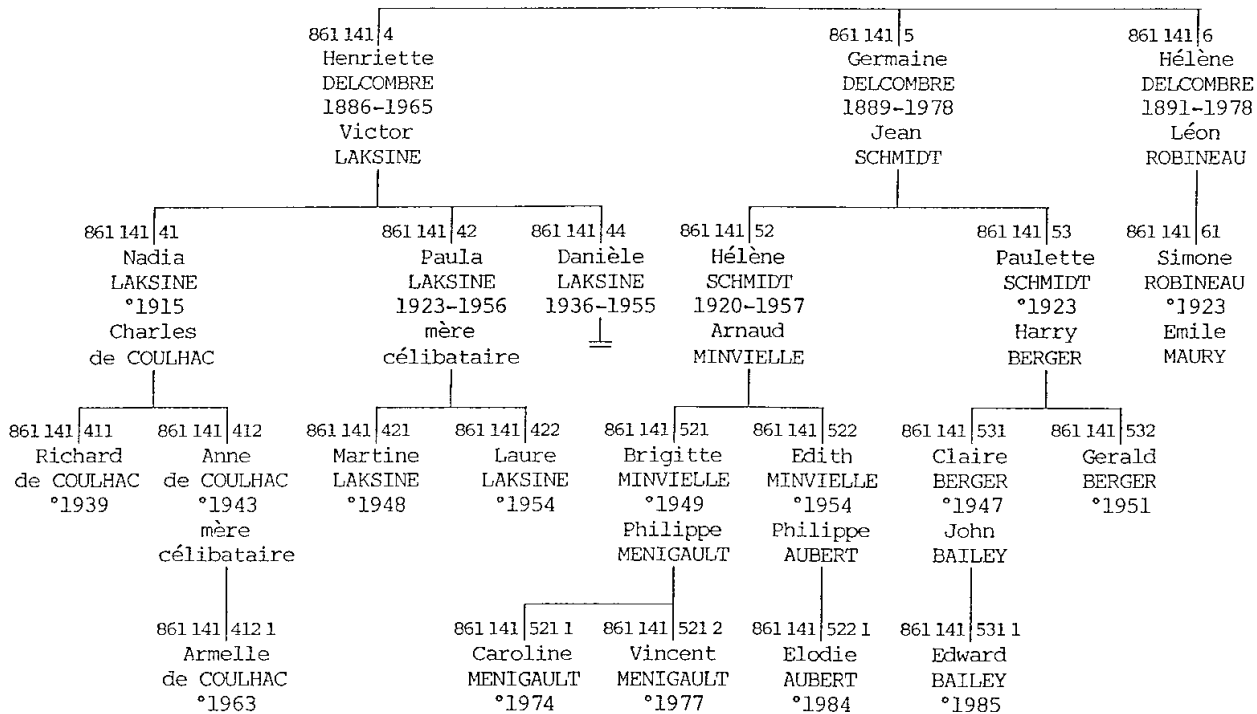 861 141 4
Henriette
DELCOMBRE
1886-1965
Victor
LAKSINE
861 141 5
Germaine
DELCOMBRE
1889-1978
Jean
SCHMIDT
861 141 6
Hélène
DELCOMBRE
1891-1978
Léon
ROBINEAU
861 141 41
Nadia
LAKSINE
°1915
Charles
de COULHAC
861 141 42
Paula
LAKSINE
1923-1956
mère
célibataire
861 141 44
Danièle
LAKSINE
1936-1955
861 141 52
Hélène
SCHMIDT
1920-1957
Arnaud
MINVIELLE
861 141 53
Paulette
SCHMIDT
°1923
Harry
BERGER
861 141 61
Simone
ROBINEAU
°1923
Emile
MAURY
861 141 411
Richard
de COULHAC
°1939
861 141 412
Anne
de COULHAC
°1943
mère
célibataire
861 141 421
Martine
LAKSINE
°1948
861 141 422
Laure
LAKSINE
°1954
861 141 521
Brigitte
MINVIELLE
°1949
Philippe
MENIGAULT
861 141 522
Edith
MINVIELLE
°1954
Philippe
AUBERT
861 141 531
Claire
BERGER
°1947
John
BAILEY
861 141 532
Gerald
BERGER
°1951
861 141 412 1
Armelle
de COULHAC
°1963
861 141 521 1
Caroline
MENIGAULT
°1974
861 141 521 2
Vincent
MENIGAULT
°1977
861 141 522 1
Elodie
AUBERT
°1984
861 141 531 1
Edward
BAILEY
°1985